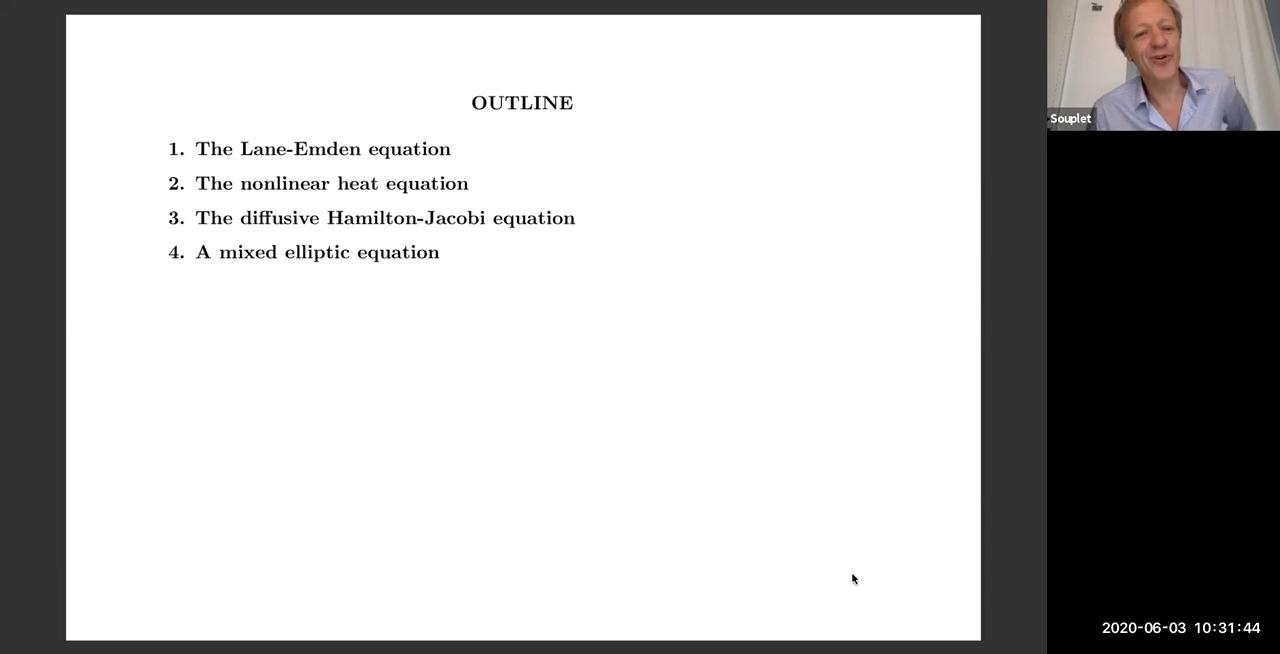 OUTLINE
1. The Lane-Emden equation
2. The nonlinear heat equation
3. The diffusive Hamilton-Jacobi equation
4. A mixed elliptic equation
Souplet
2020-06-03 10:31:44